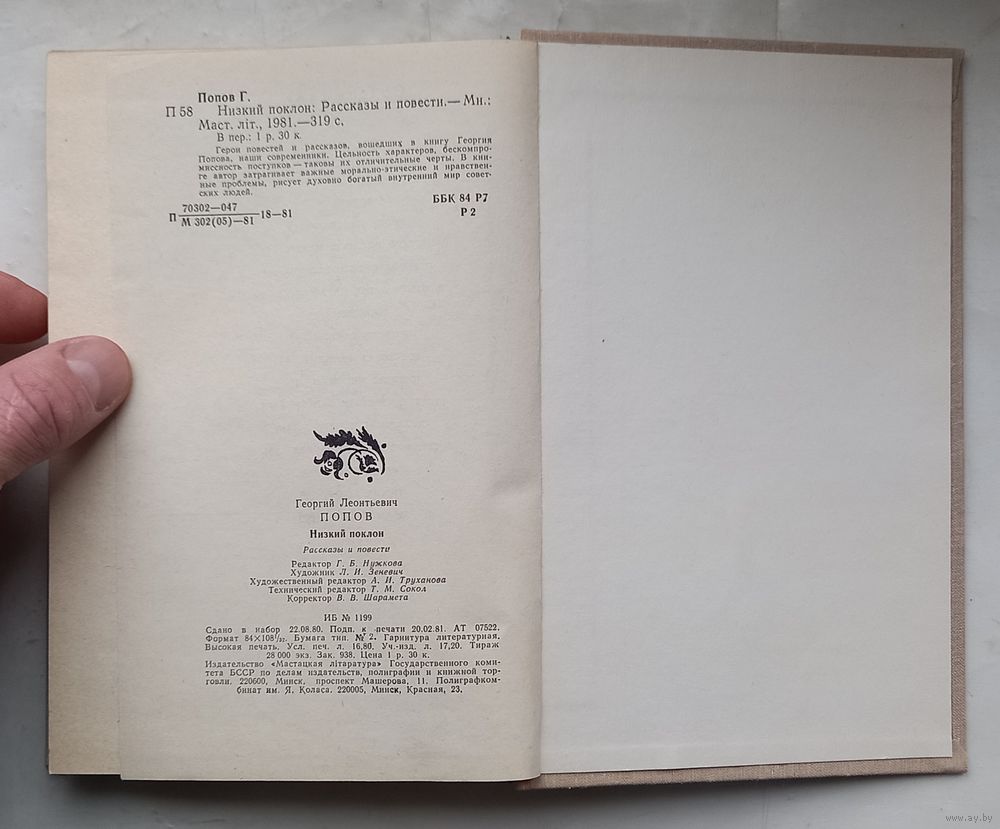 Попов Г.
П 58 Низкий поклон: Рассказы и повести.— Мн.:
Маст. літ., 1981.—319 с.
В пер.: 1 р. 30 к.
Герои повестей и рассказов, вошедших в книгу Георгия
Попова, наши современники. Цельность характеров, бескомпро-
миссность поступков — таковы их отличительные черты. В кни-
ге автор затрагивает важные морально-этические и нравствен-
ные проблемы, рисует духовно богатый внутренний мир совет-
ских людей.
П 70302—047
М 302(05)—81 18—81
ББК 84 Р7
Р 2
Георгий Леонтьевич
ПОПОВ
Низкий поклон
Рассказы и повести
Редактор Г. Б. Нужкова
Художник Л. И. Зеневич
Художественный редактор А. И. Труханова
Технический редактор Т. М. Сокол
Корректор В. В. Шарамета
ИБ № 1199
Сдано в набор 22.08.80. Подп. к печати 20.02.81. АТ 07522.
Формат 84×108 1/32. Бумага тип. № 2. Гарнитура литературная.
Высокая печать. Усл. печ. л. 16,80. Уч.-изд. л. 17,20. Тираж
28 000 экз. Зак. 938. Цена 1 р. 30 к.
Издательство «Мастацкая літаратура» Государственного коми-
тета БССР по делам издательств, полиграфии и книжной тор-
говли. 220600, Минск, проспект Машерова, 11. Полиграфком-
бинат им. Я. Коласа. 220005, Минск, Красная, 23.
www.ay.by